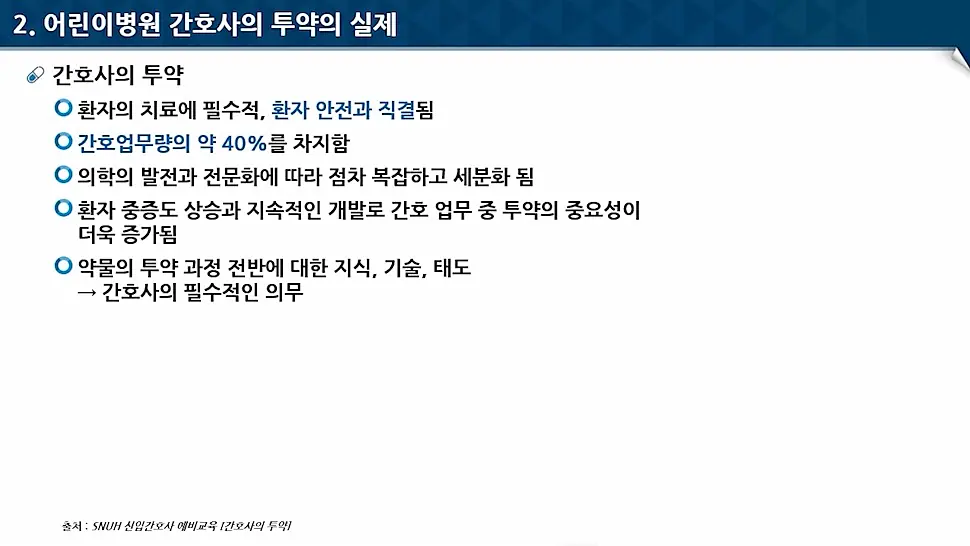 2. 어린이병원 간호사의 투약의 실제
간호사의 투약
환자의 치료에 필수적, 환자 안전과 직결됨
간호업무량의 약 40%를 차지함
의학의 발전과 전문화에 따라 점차 복잡하고 세분화 됨
환자 중증도 상승과 지속적인 개발로 간호 업무 중 투약의 중요성이
더욱 증가됨
약물의 투약 과정 전반에 대한 지식, 기술, 태도
→ 간호사의 필수적인 의무
출처 : SNUH 신입간호사 예비교육 [간호사의 투약]